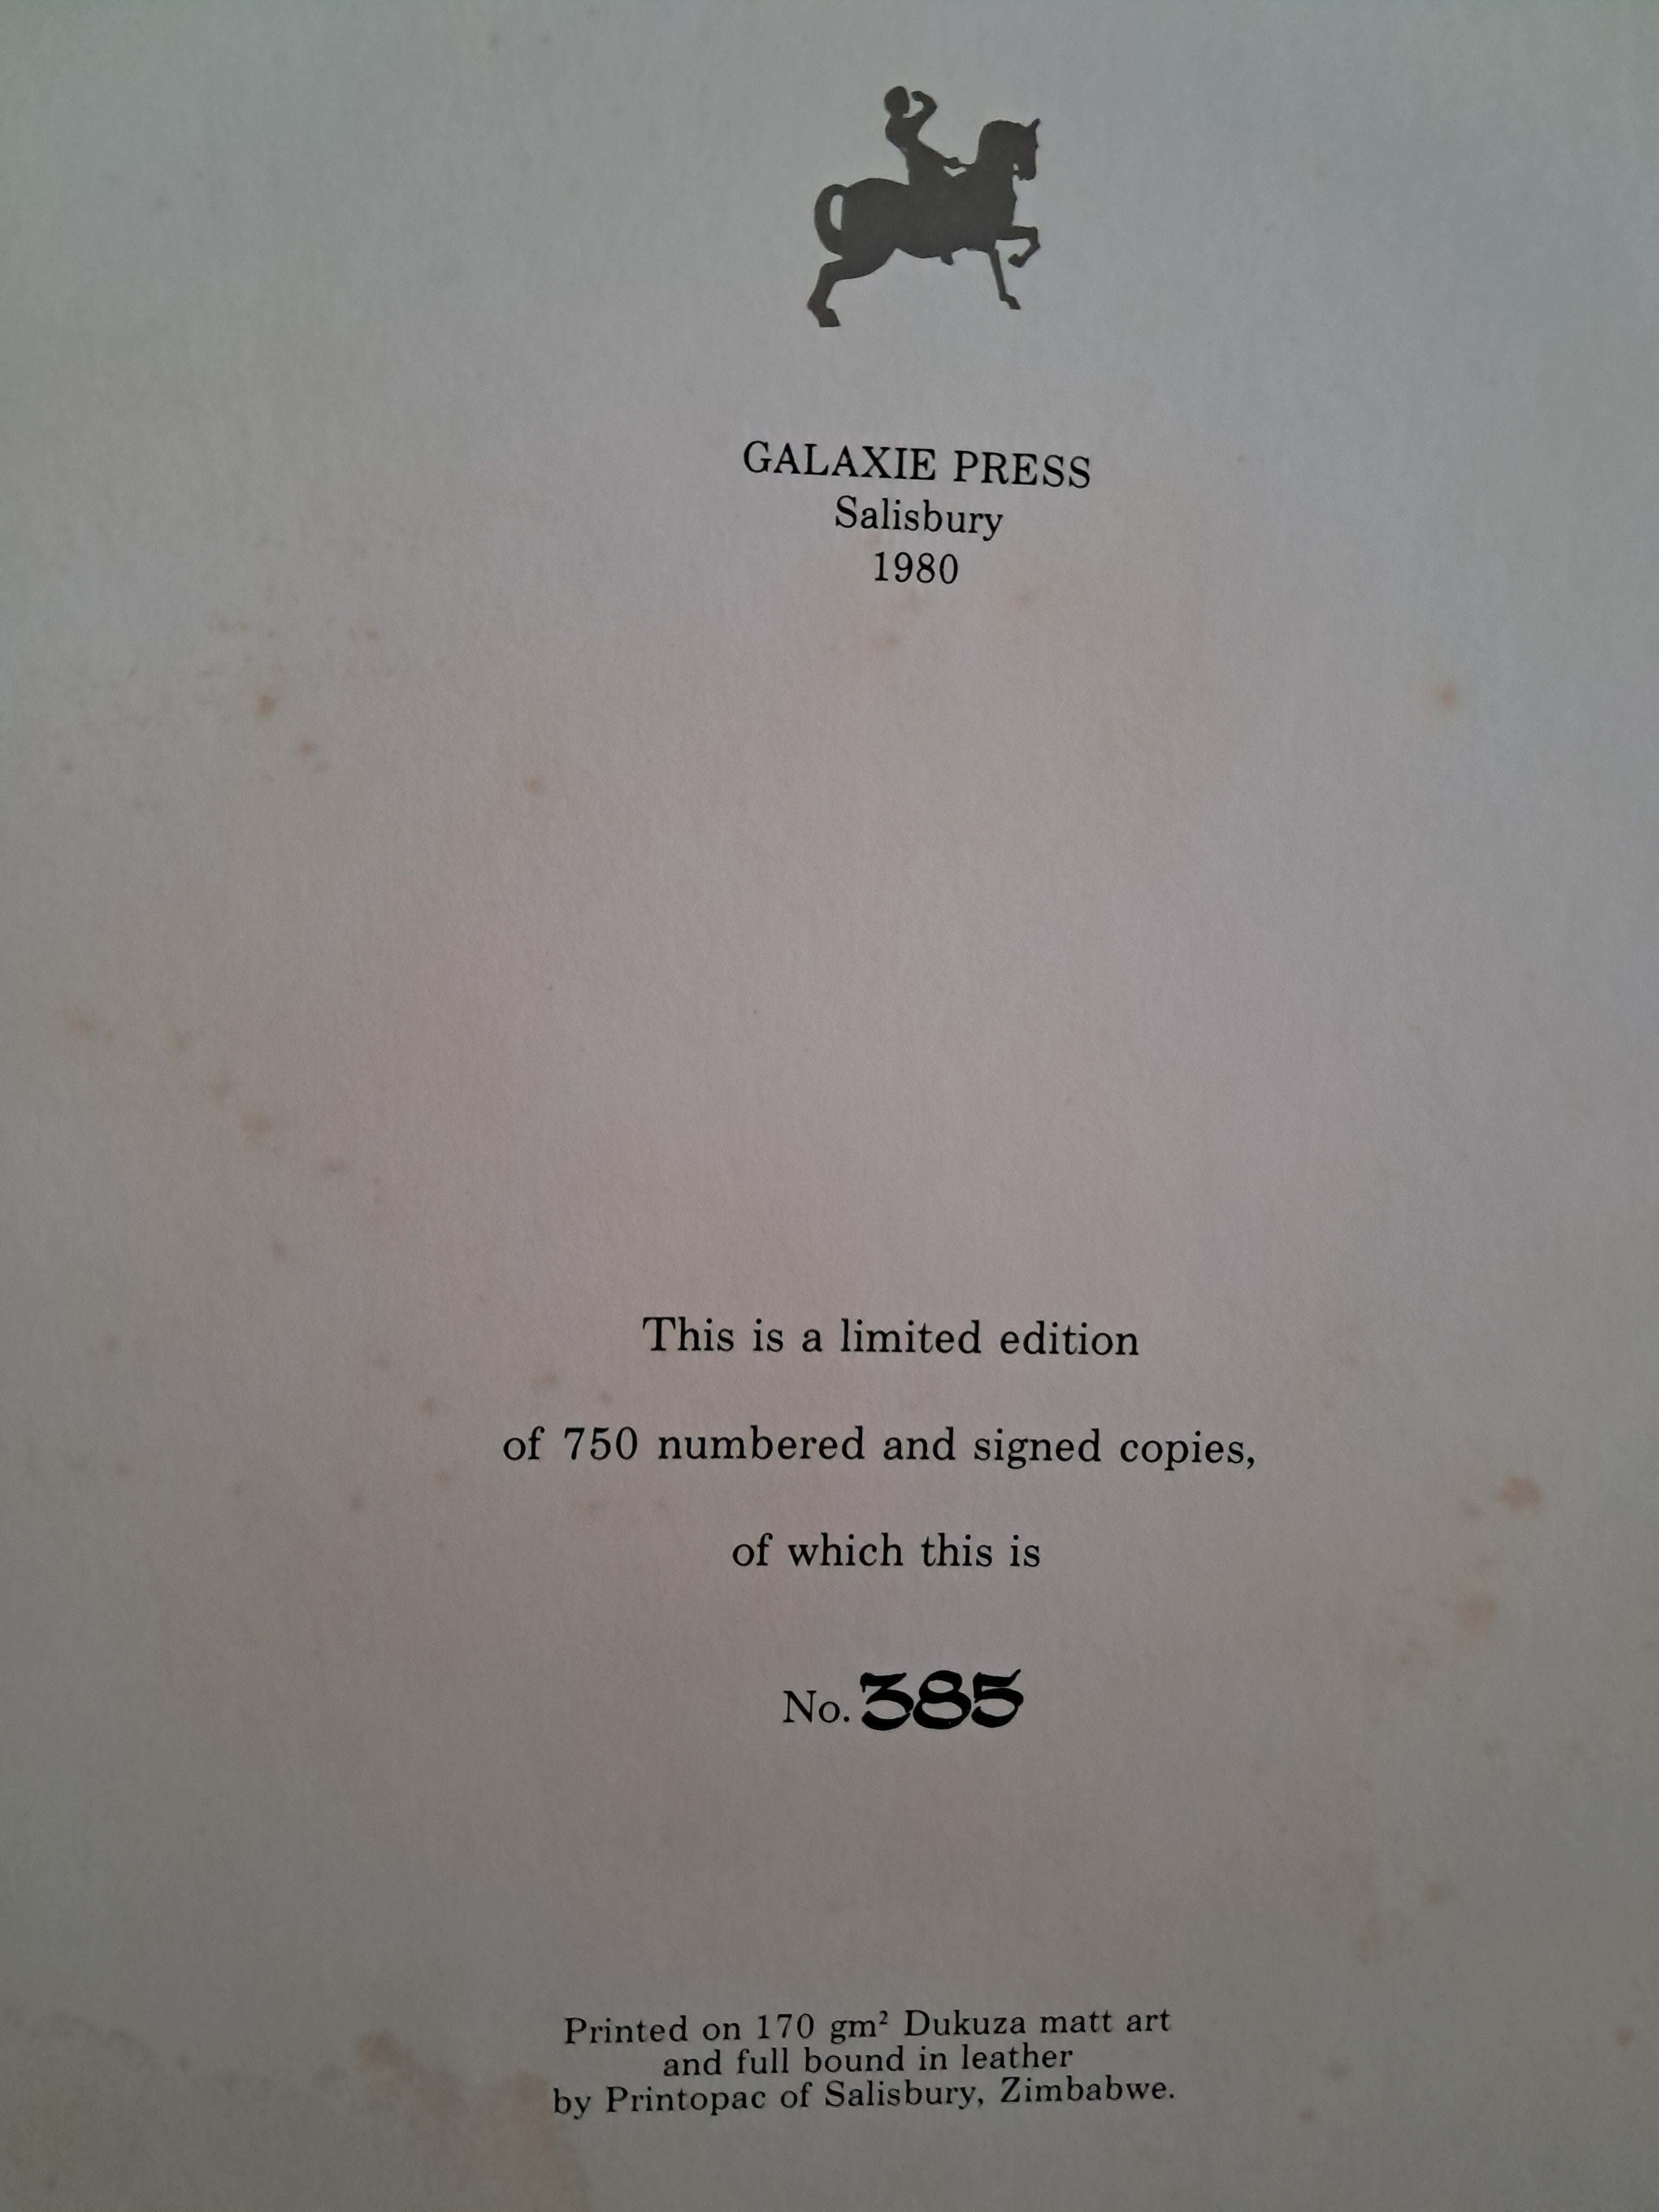 GALAXIE PRESS
Salisbury
1980
This is a limited edition
of 750 numbered and signed copies,
of which this is
No. 385
Printed on 170 gm² Dukuza matt art
and full bound in leather
by Printopac of Salisbury, Zimbabwe.